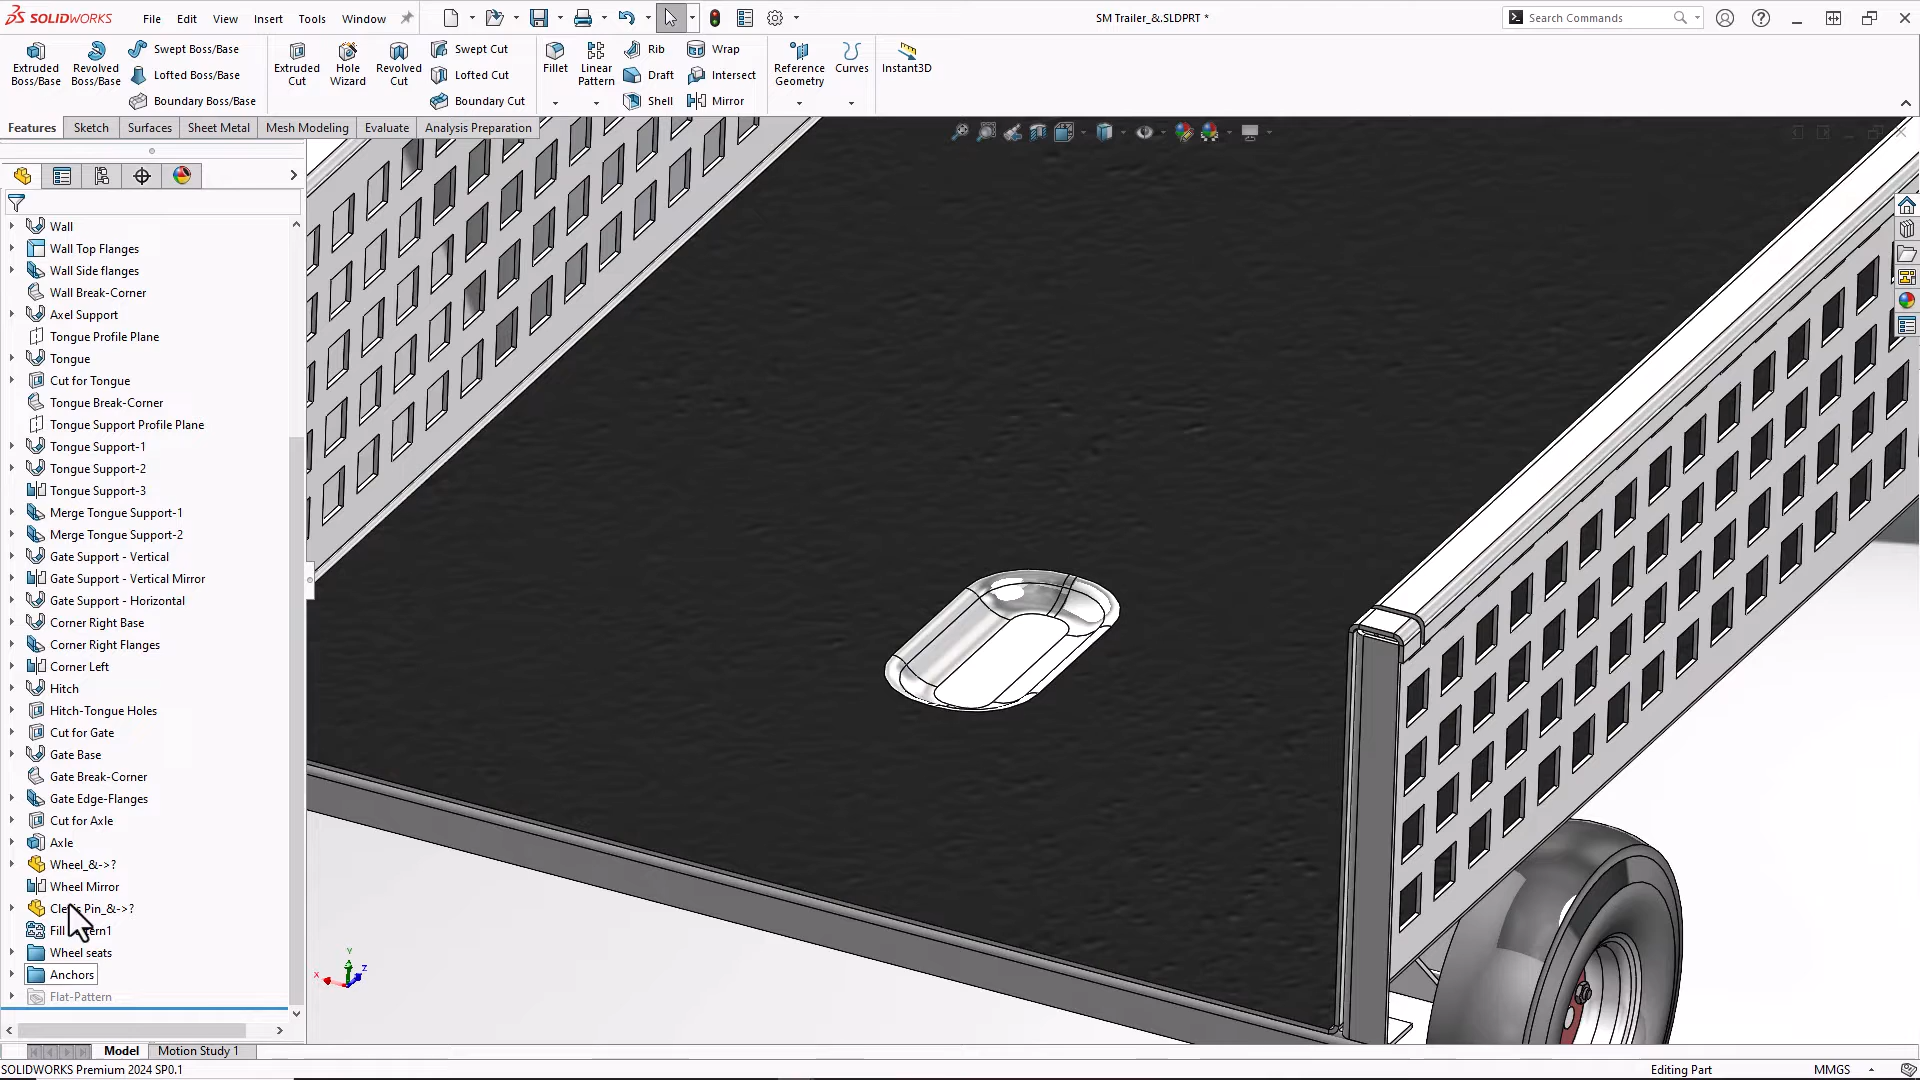 SOLIDWORKS
File Edit View Insert Tools Window
SM Trailer_&.SLDPRT *
Search Commands
Extruded Boss/Base
Revolved Boss/Base
Swept Boss/Base
Lofted Boss/Base
Boundary Boss/Base
Extruded Cut
Hole Wizard
Revolved Cut
Swept Cut
Lofted Cut
Boundary Cut
Fillet
Linear Pattern
Rib
Draft
Shell
Wrap
Intersect
Mirror
Reference Geometry
Curves
Instant3D
Features Sketch Surfaces Sheet Metal Mesh Modeling Evaluate Analysis Preparation
Wall
Wall Top Flanges
Wall Side flanges
Wall Break-Corner
Axel Support
Tongue Profile Plane
Tongue
Cut for Tongue
Tongue Break-Corner
Tongue Support Profile Plane
Tongue Support-1
Tongue Support-2
Tongue Support-3
Merge Tongue Support-1
Merge Tongue Support-2
Gate Support - Vertical
Gate Support - Vertical Mirror
Gate Support - Horizontal
Corner Right Base
Corner Right Flanges
Corner Left
Hitch
Hitch-Tongue Holes
Cut for Gate
Gate Base
Gate Break-Corner
Gate Edge-Flanges
Cut for Axle
Axle
Wheel_&->?
Wheel Mirror
Pin_&->?
Wheel seats
Anchors
Flat-Pattern
Y
X Z
Model Motion Study 1
SOLIDWORKS Premium 2024 SP0.1
Editing Part
MMGS